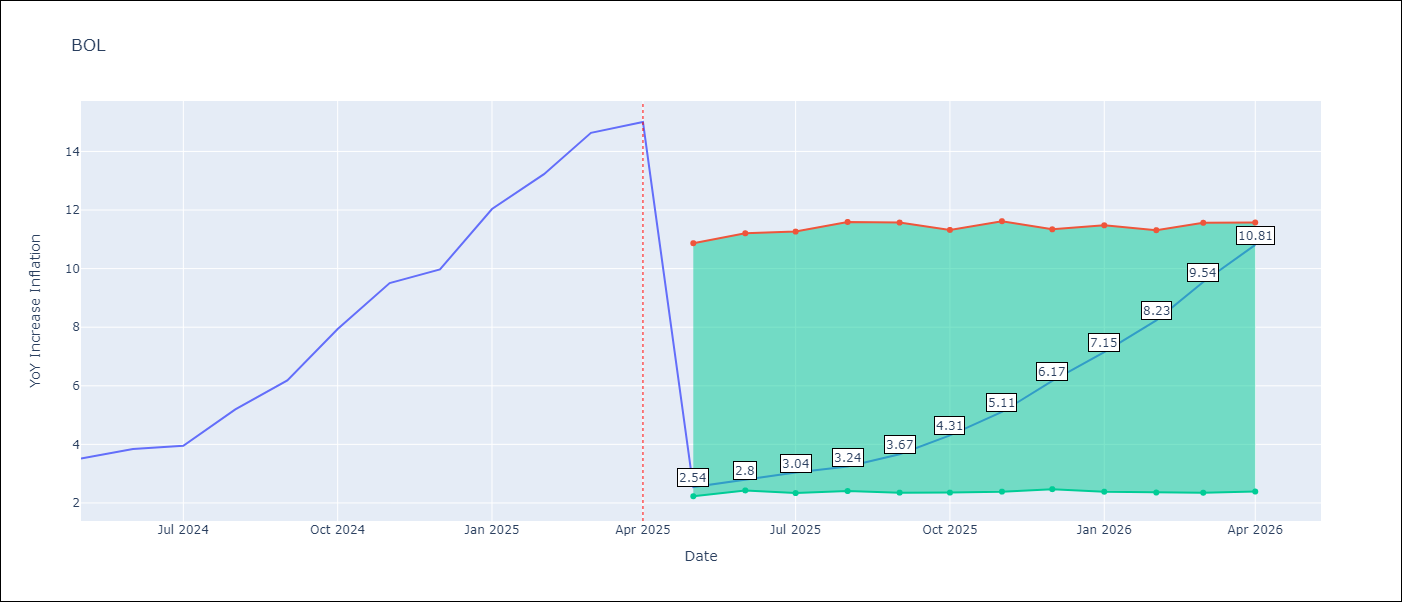 BOL
YoY Increase Inflation
14
12
10
8
6
4
2
2.54
2.8
3.04
3.24
3.67
4.31
5.11
6.17
7.15
8.23
9.54
10.81
Jul 2024
Oct 2024
Jan 2025
Apr 2025
Jul 2025
Oct 2025
Jan 2026
Apr 2026
Date